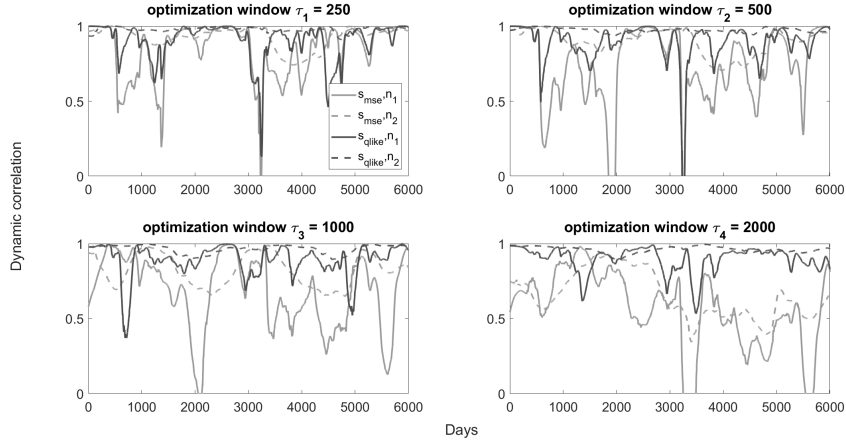 optimization window τ1 = 250
1
0.5
0
0 1000 2000 3000 4000 5000 6000
smse,n1
smse,n2
sqlike,n1
sqlike,n2
optimization window τ2 = 500
1
0.5
0
0 1000 2000 3000 4000 5000 6000
Dynamic correlation
optimization window τ3 = 1000
1
0.5
0
0 1000 2000 3000 4000 5000 6000
optimization window τ4 = 2000
1
0.5
0
0 1000 2000 3000 4000 5000 6000
Days